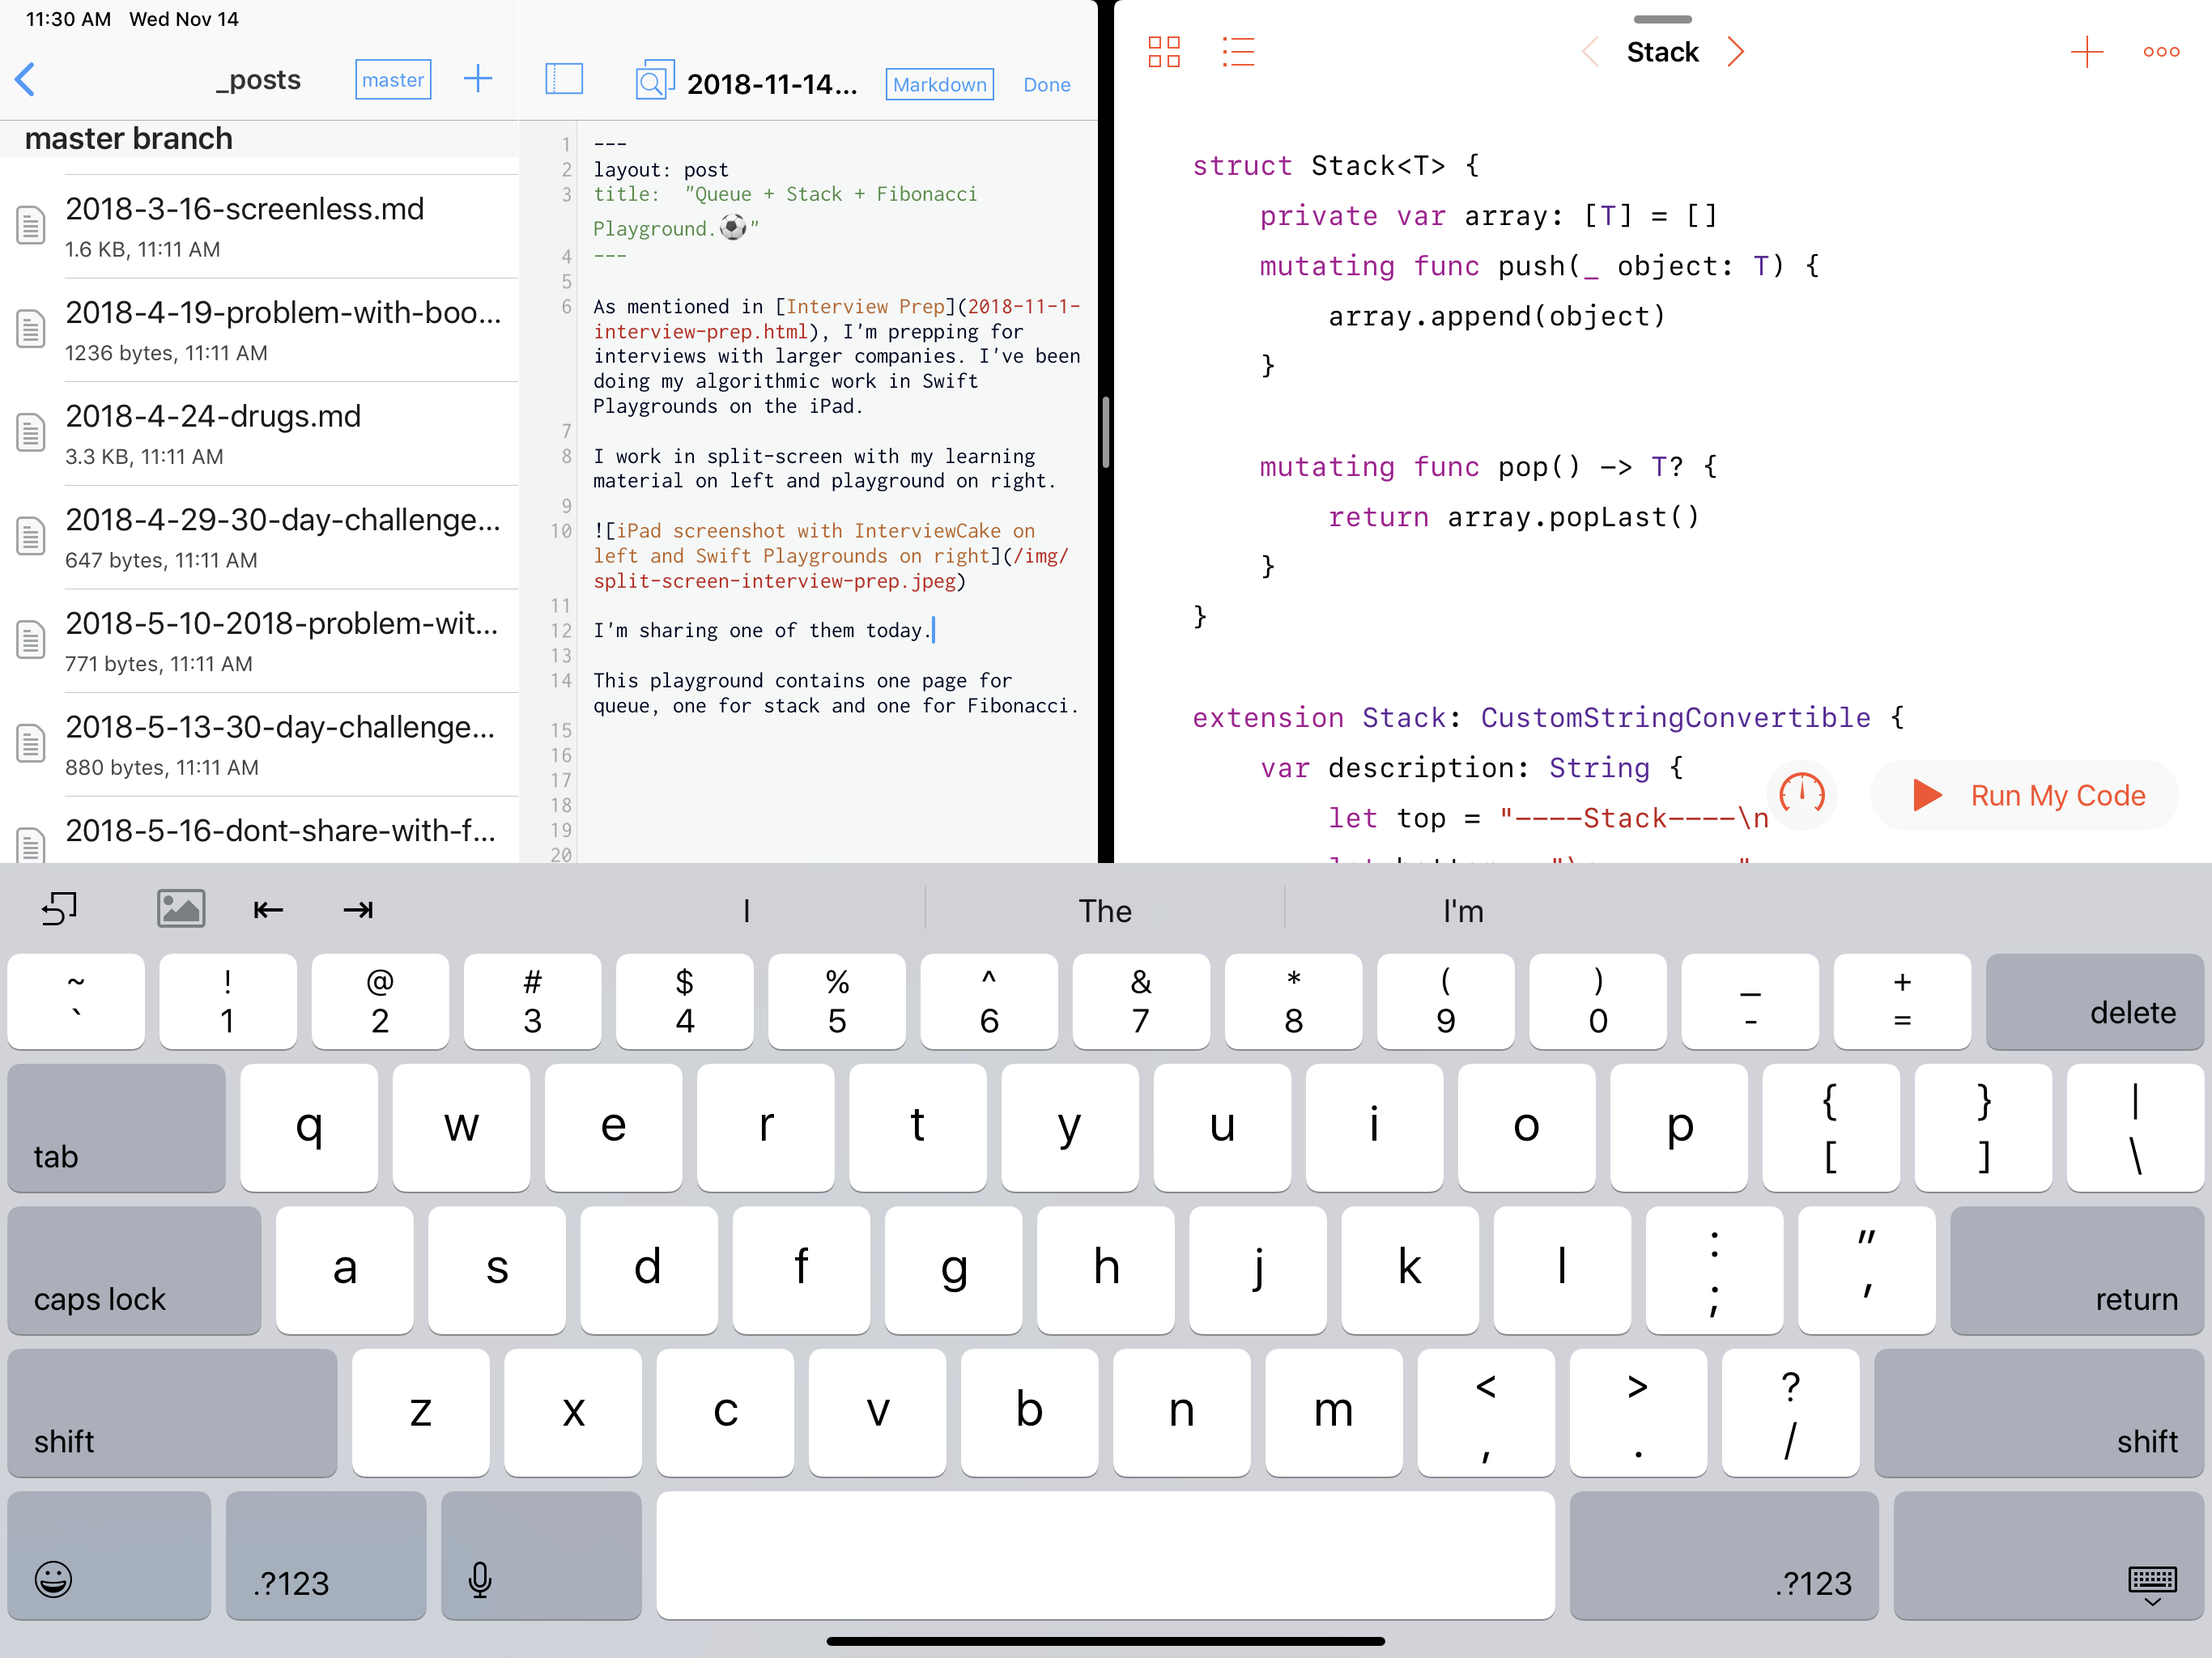 11:30 AM Wed Nov 14
_posts
master
master branch
2018-3-16-screenless.md
1.6 KB, 11:11 AM
2018-4-19-problem-with-boo...
1236 bytes, 11:11 AM
2018-4-24-drugs.md
3.3 KB, 11:11 AM
2018-4-29-30-day-challenge...
647 bytes, 11:11 AM
2018-5-10-2018-problem-wit...
771 bytes, 11:11 AM
2018-5-13-30-day-challenge...
880 bytes, 11:11 AM
2018-5-16-dont-share-with-f...
2018-11-14...
Markdown
Done
1 ---
2 layout: post
3 title:  "Queue + Stack + Fibonacci
Playground.⚽"
4 ---
5
6 As mentioned in [Interview Prep](2018-11-1-
interview-prep.html), I'm prepping for
interviews with larger companies. I've been
doing my algorithmic work in Swift
Playgrounds on the iPad.
7
8 I work in split-screen with my learning
material on left and playground on right.
9
10 ![iPad screenshot with InterviewCake on
left and Swift Playgrounds on right](/img/
split-screen-interview-prep.jpeg)
11
12 I'm sharing one of them today.
13
14 This playground contains one page for
queue, one for stack and one for Fibonacci.
15
16
17
18
19
20
Stack
struct Stack<T> {
private var array: [T] = []
mutating func push(_ object: T) {
array.append(object)
}
mutating func pop() -> T? {
return array.popLast()
}
}
extension Stack: CustomStringConvertible {
var description: String {
let top = "----Stack----\n
Run My Code
I The I'm
~ ! @ # $ % ^ & * ( ) _ +
` 1 2 3 4 5 6 7 8 9 0 - = delete
tab q w e r t y u i o p { [ } ] | \
caps lock a s d f g h j k l : ; " ' return
shift z x c v b n m < , > . ? / shift
.?123 .?123